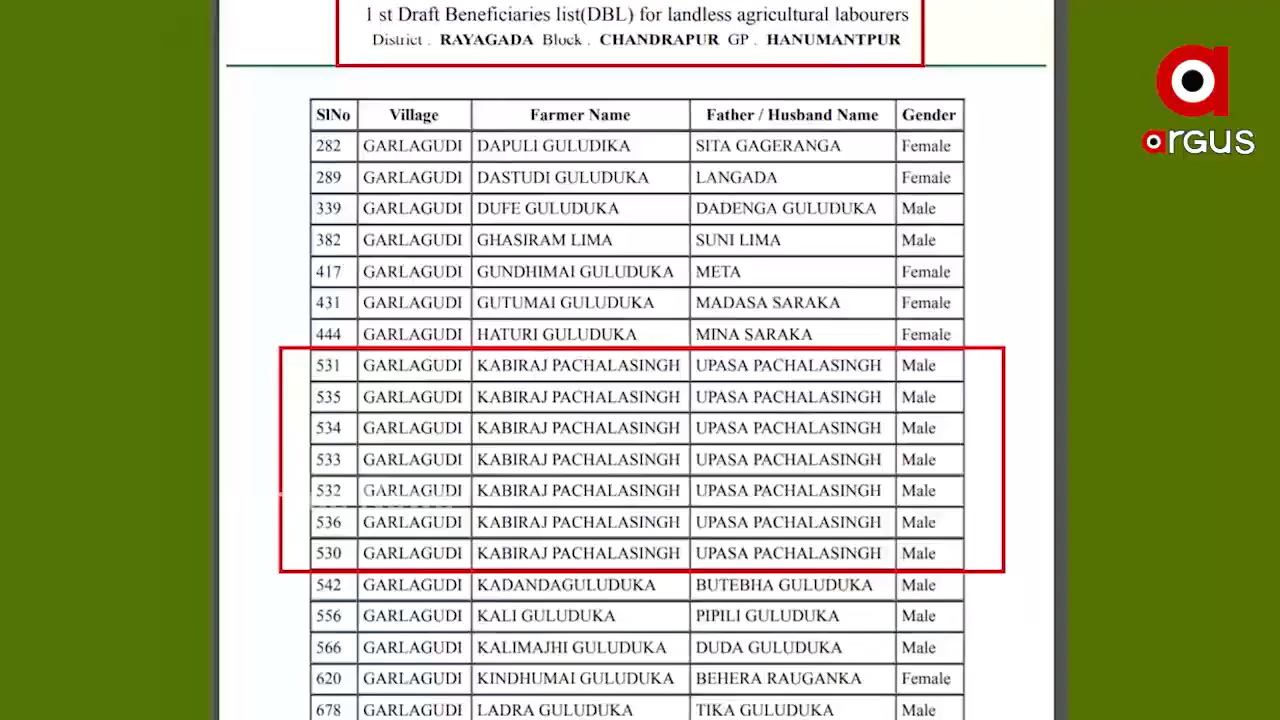 1 st Draft Beneficiaries list(DBL) for landless agricultural labourers
District . RAYAGADA Block . CHANDRAPUR GP . HANUMANTPUR
argus
SlNo Village Farmer Name Father / Husband Name Gender
282 GARLAGUDI DAPULI GULUDIKA SITA GAGERANGA Female
289 GARLAGUDI DASTUDI GULUDUKA LANGADA Female
339 GARLAGUDI DUFE GULUDUKA DADENGA GULUDUKA Male
382 GARLAGUDI GHASIRAM LIMA SUNI LIMA Male
417 GARLAGUDI GUNDHIMAI GULUDUKA META Female
431 GARLAGUDI GUTUMAI GULUDUKA MADASA SARAKA Female
444 GARLAGUDI HATURI GULUDUKA MINA SARAKA Female
531 GARLAGUDI KABIRAJ PACHALASINGH UPASA PACHALASINGH Male
535 GARLAGUDI KABIRAJ PACHALASINGH UPASA PACHALASINGH Male
534 GARLAGUDI KABIRAJ PACHALASINGH UPASA PACHALASINGH Male
533 GARLAGUDI KABIRAJ PACHALASINGH UPASA PACHALASINGH Male
532 GARLAGUDI KABIRAJ PACHALASINGH UPASA PACHALASINGH Male
536 GARLAGUDI KABIRAJ PACHALASINGH UPASA PACHALASINGH Male
530 GARLAGUDI KABIRAJ PACHALASINGH UPASA PACHALASINGH Male
542 GARLAGUDI KADANDAGULUDUKA BUTEBHA GULUDUKA Male
556 GARLAGUDI KALI GULUDUKA PIPILI GULUDUKA Male
566 GARLAGUDI KALIMAJHI GULUDUKA DUDA GULUDUKA Male
620 GARLAGUDI KINDHUMAI GULUDUKA BEHERA RAUGANKA Female
678 GARLAGUDI LADRA GULUDUKA TIKA GULUDUKA Male